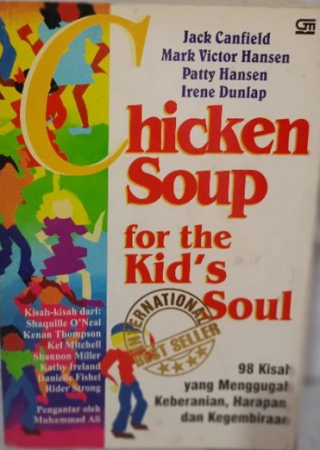 GM
Jack Canfield
Mark Victor Hansen
Patty Hansen
Irene Dunlap
Chicken
Soup
for the
Kid's
Soul
INTERNATIONAL
BEST SELLER
Kisah-kisah dari:
Shaquille O'Neal
Kenan Thompson
Kel Mitchell
Shannon Miller
Kathy Ireland
Danielle Fishel
Rider Strong
Pengantar oleh
Muhammad Ali
98 Kisah
yang Menggugah
Keberanian, Harapan,
dan Kegembiraan